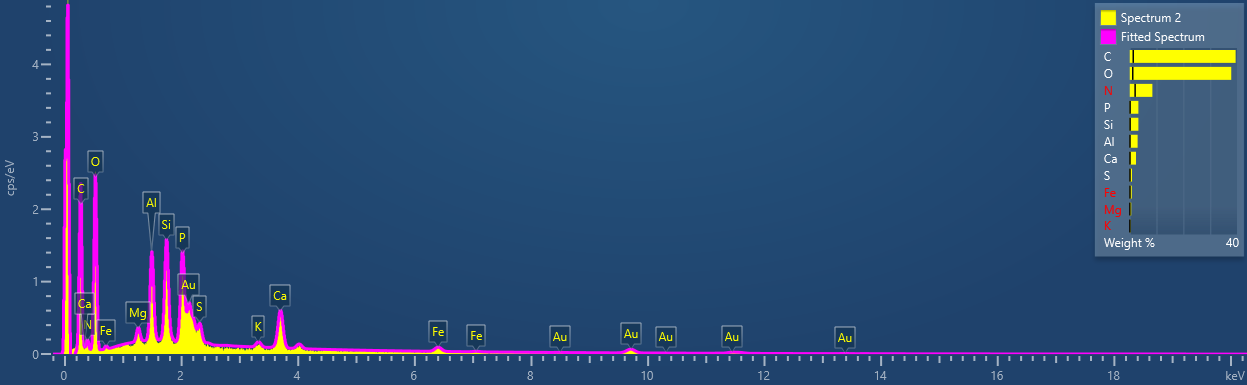 Spectrum 2
Fitted Spectrum
C
O
N
P
Si
Al
Ca
S
Fe
Mg
K
Weight % 40
cps/eV
4
3
2
1
0
C
O
Ca
N
Fe
Mg
Al
Si
P
Au
S
K
Ca
Fe
Fe
Au
Au
Au
Au
Au
0 2 4 6 8 10 12 14 16 18 keV